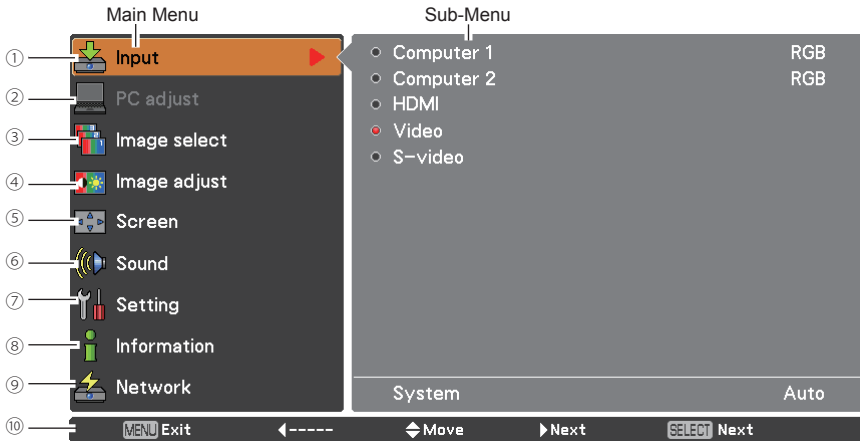 Main Menu Sub-Menu
① Input
② PC adjust
③ Image select
④ Image adjust
⑤ Screen
⑥ Sound
⑦ Setting
⑧ Information
⑨ Network
Computer 1 RGB
Computer 2 RGB
HDMI
Video
S-video
System Auto
⑩ MENU Exit ----- Move Next SELECT Next